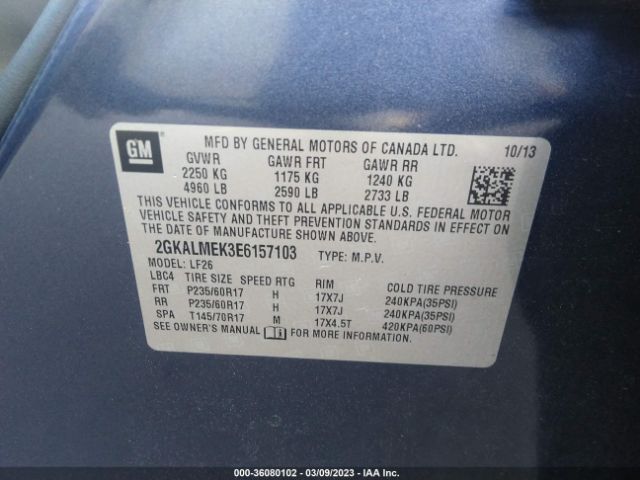 GM
MFD BY GENERAL MOTORS OF CANADA LTD. 10/13
GVWR GAWR FRT GAWR RR
2250 KG 1175 KG 1240 KG
4960 LB 2590 LB 2733 LB
THIS VEHICLE CONFORMS TO ALL APPLICABLE U.S. FEDERAL MOTOR
VEHICLE SAFETY AND THEFT PREVENTION STANDARDS IN EFFECT ON
THE DATE OF MANUFACTURE SHOWN ABOVE.
2GKALMEK3E6157103 TYPE: M.P.V.
MODEL: LF26
LBC4 TIRE SIZE SPEED RTG RIM COLD TIRE PRESSURE
FRT P235/60R17 H 17X7J 240KPA(35PSI)
RR P235/60R17 H 17X7J 240KPA(35PSI)
SPA T145/70R17 M 17X4.5T 420KPA(60PSI)
SEE OWNER'S MANUAL FOR MORE INFORMATION.
000-36080102 - 03/09/2023 - IAA Inc.